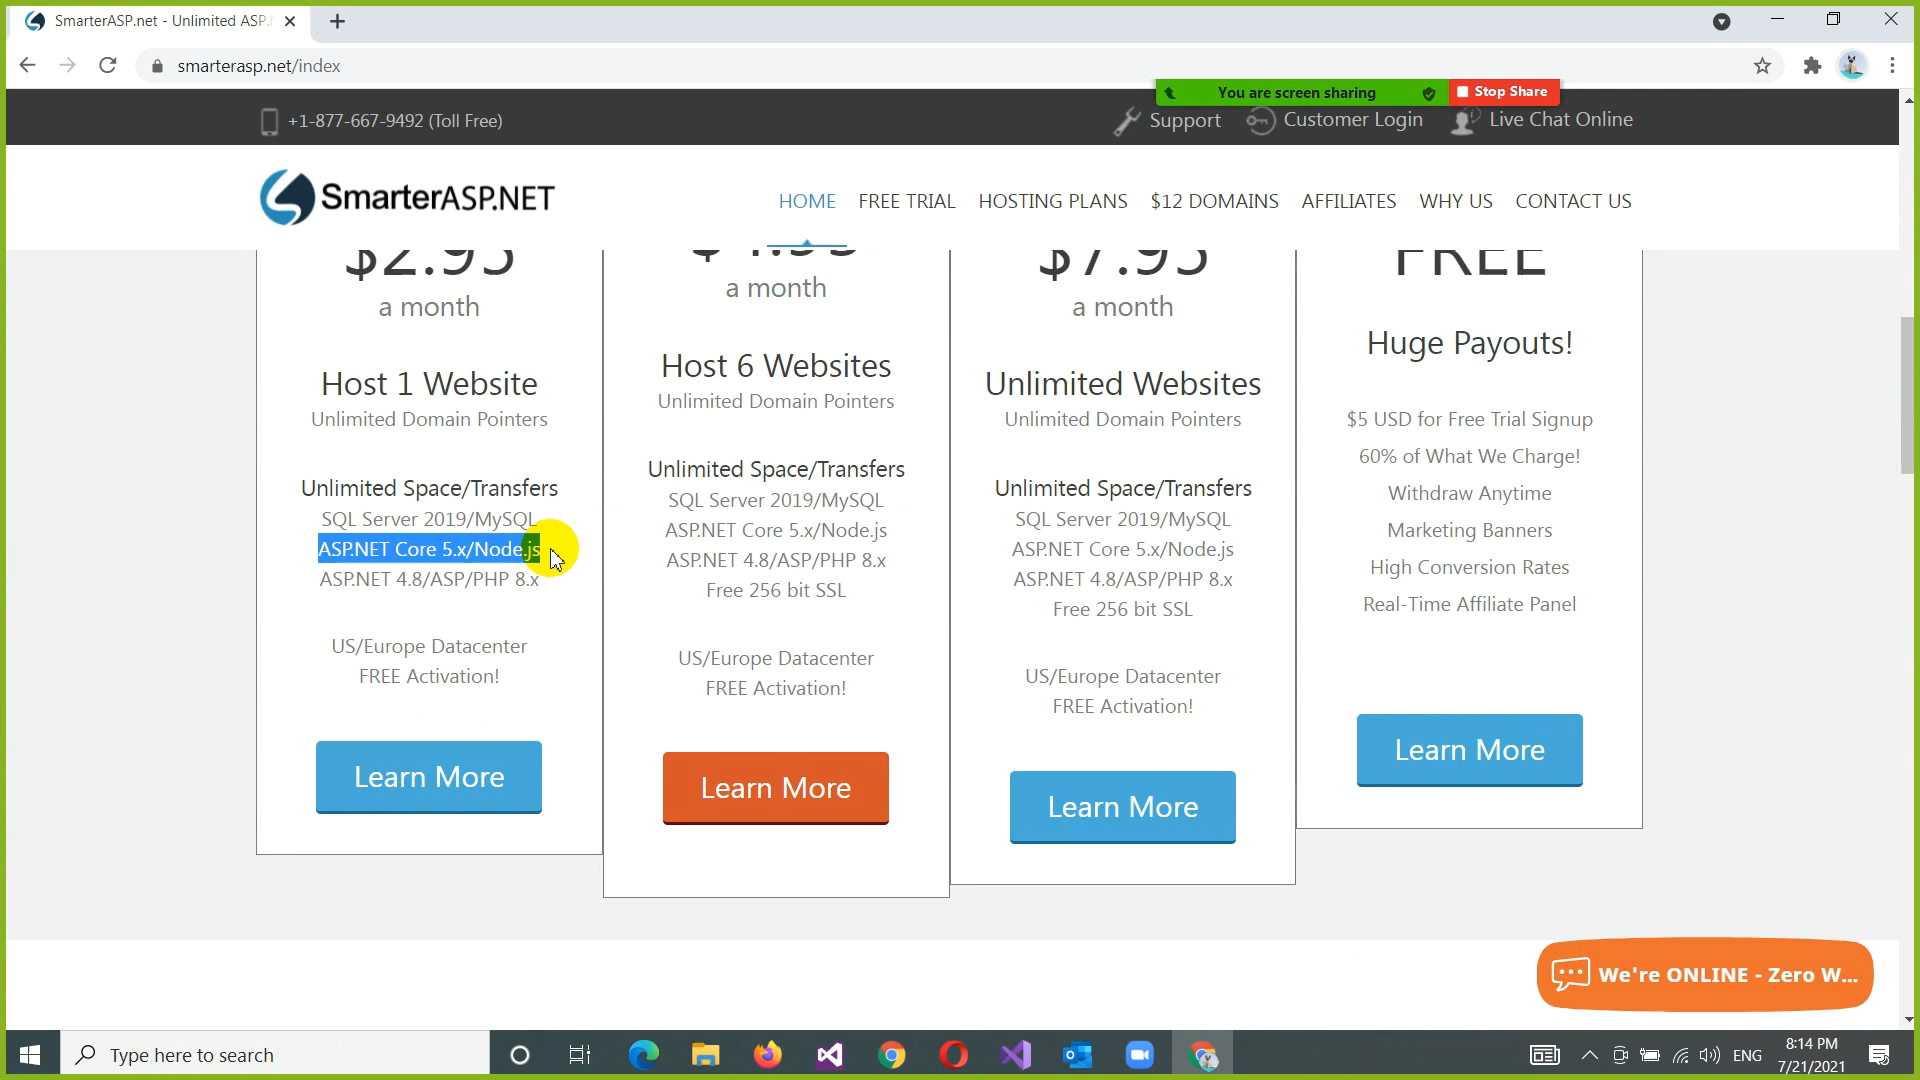 SmarterASP.net - Unlimited ASP.
smarterasp.net/index
You are screen sharing
Stop Share
+1-877-667-9492 (Toll Free)
Support
Customer Login
Live Chat Online
SmarterASP.NET
HOME
FREE TRIAL
HOSTING PLANS
$12 DOMAINS
AFFILIATES
WHY US
CONTACT US
$2.95
a month
Host 1 Website
Unlimited Domain Pointers
Unlimited Space/Transfers
SQL Server 2019/MySQL
ASP.NET Core 5.x/Node.js
ASP.NET 4.8/ASP/PHP 8.x
US/Europe Datacenter
FREE Activation!
Learn More
a month
Host 6 Websites
Unlimited Domain Pointers
Unlimited Space/Transfers
SQL Server 2019/MySQL
ASP.NET Core 5.x/Node.js
ASP.NET 4.8/ASP/PHP 8.x
Free 256 bit SSL
US/Europe Datacenter
FREE Activation!
Learn More
$7.95
a month
Unlimited Websites
Unlimited Domain Pointers
Unlimited Space/Transfers
SQL Server 2019/MySQL
ASP.NET Core 5.x/Node.js
ASP.NET 4.8/ASP/PHP 8.x
Free 256 bit SSL
US/Europe Datacenter
FREE Activation!
Learn More
FREE
Huge Payouts!
$5 USD for Free Trial Signup
60% of What We Charge!
Withdraw Anytime
Marketing Banners
High Conversion Rates
Real-Time Affiliate Panel
Learn More
We're ONLINE - Zero W...
Type here to search
ENG
8:14 PM
7/21/2021